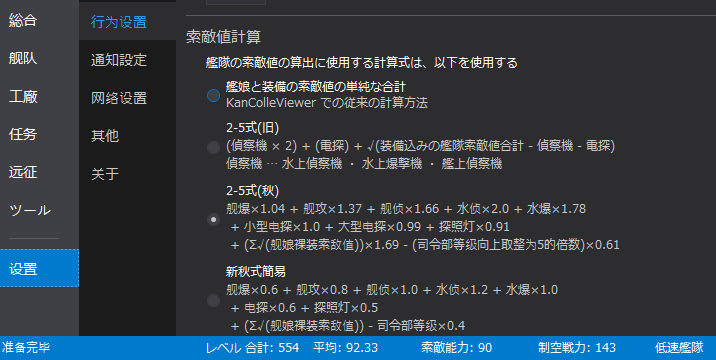 総合
舰队
工廠
任务
远征
ツール
设置
行为设置
通知設定
网络设置
其他
关于
索敵値計算
艦隊の索敵値の算出に使用する計算式は、以下を使用する
艦娘と装備の索敵値の単純な合計
KanColleViewer での従来の計算方法
2-5式(旧)
(偵察機 × 2) + (電探) + √(装備込みの艦隊索敵値合計 - 偵察機 - 電探)
偵察機 … 水上偵察機 ・ 水上爆撃機 ・ 艦上偵察機
2-5式(秋)
舰爆×1.04 + 舰攻×1.37 + 舰侦×1.66 + 水侦×2.0 + 水爆×1.78
+ 小型电探×1.0 + 大型电探×0.99 + 探照灯×0.91
+ (Σ√(舰娘裸装索敌值))×1.69 - (司令部等级向上取整为5的倍数)×0.61
新秋式簡易
舰爆×0.6 + 舰攻×0.8 + 舰侦×1.0 + 水侦×1.2 + 水爆×1.0
+ 电探×0.6 + 探照灯×0.5
+ (Σ√(舰娘裸装索敌值)) - 司令部等级×0.4
准备完毕
レベル 合計: 554
平均: 92.33
索敵能力: 90
制空戦力: 143
低速艦隊